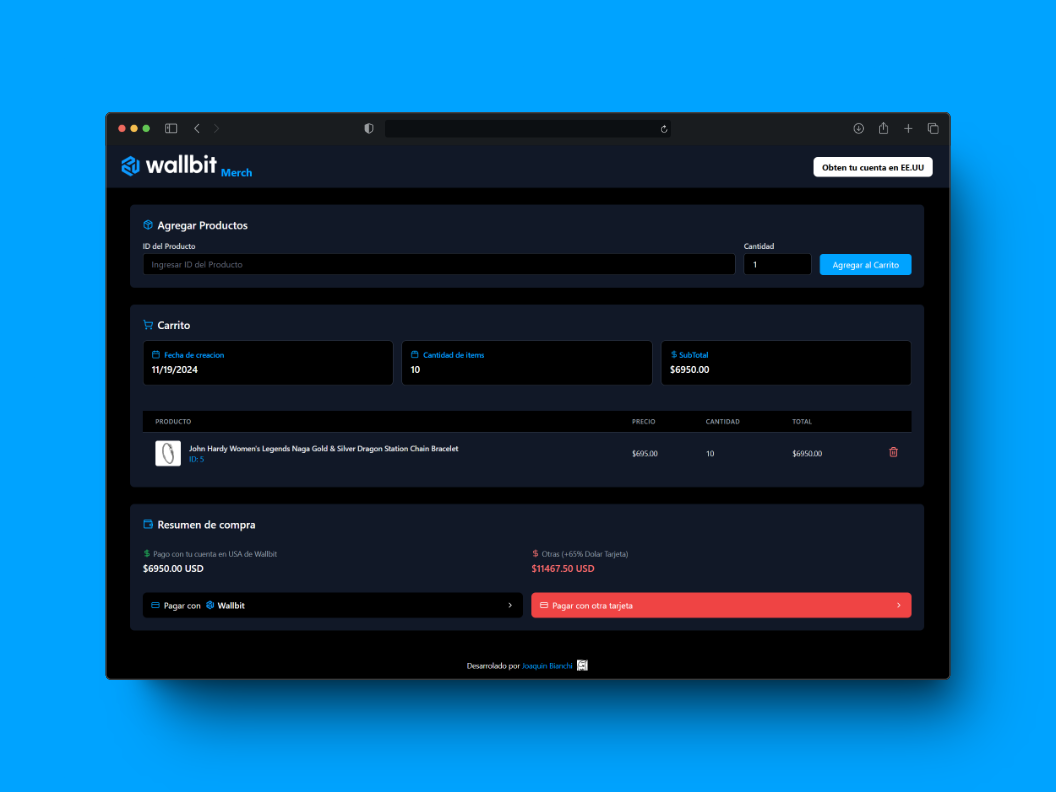 wallbit Merch
Obten tu cuenta en EE.UU
Agregar Productos
ID del Producto
Cantidad
Ingresar ID del Producto
1
Agregar al Carrito
Carrito
Fecha de creacion
11/19/2024
Cantidad de items
10
SubTotal
$6950.00
PRODUCTO PRECIO CANTIDAD TOTAL
John Hardy Women's Legends Naga Gold & Silver Dragon Station Chain Bracelet
ID: 5
$695.00 10 $6950.00
Resumen de compra
$ Pago con tu cuenta en USA de Wallbit
$6950.00 USD
$ Otras (+65% Dolar Tarjeta)
$11467.50 USD
Pagar con Wallbit
Pagar con otra tarjeta
Desarrolado por Joaquin Bianchi